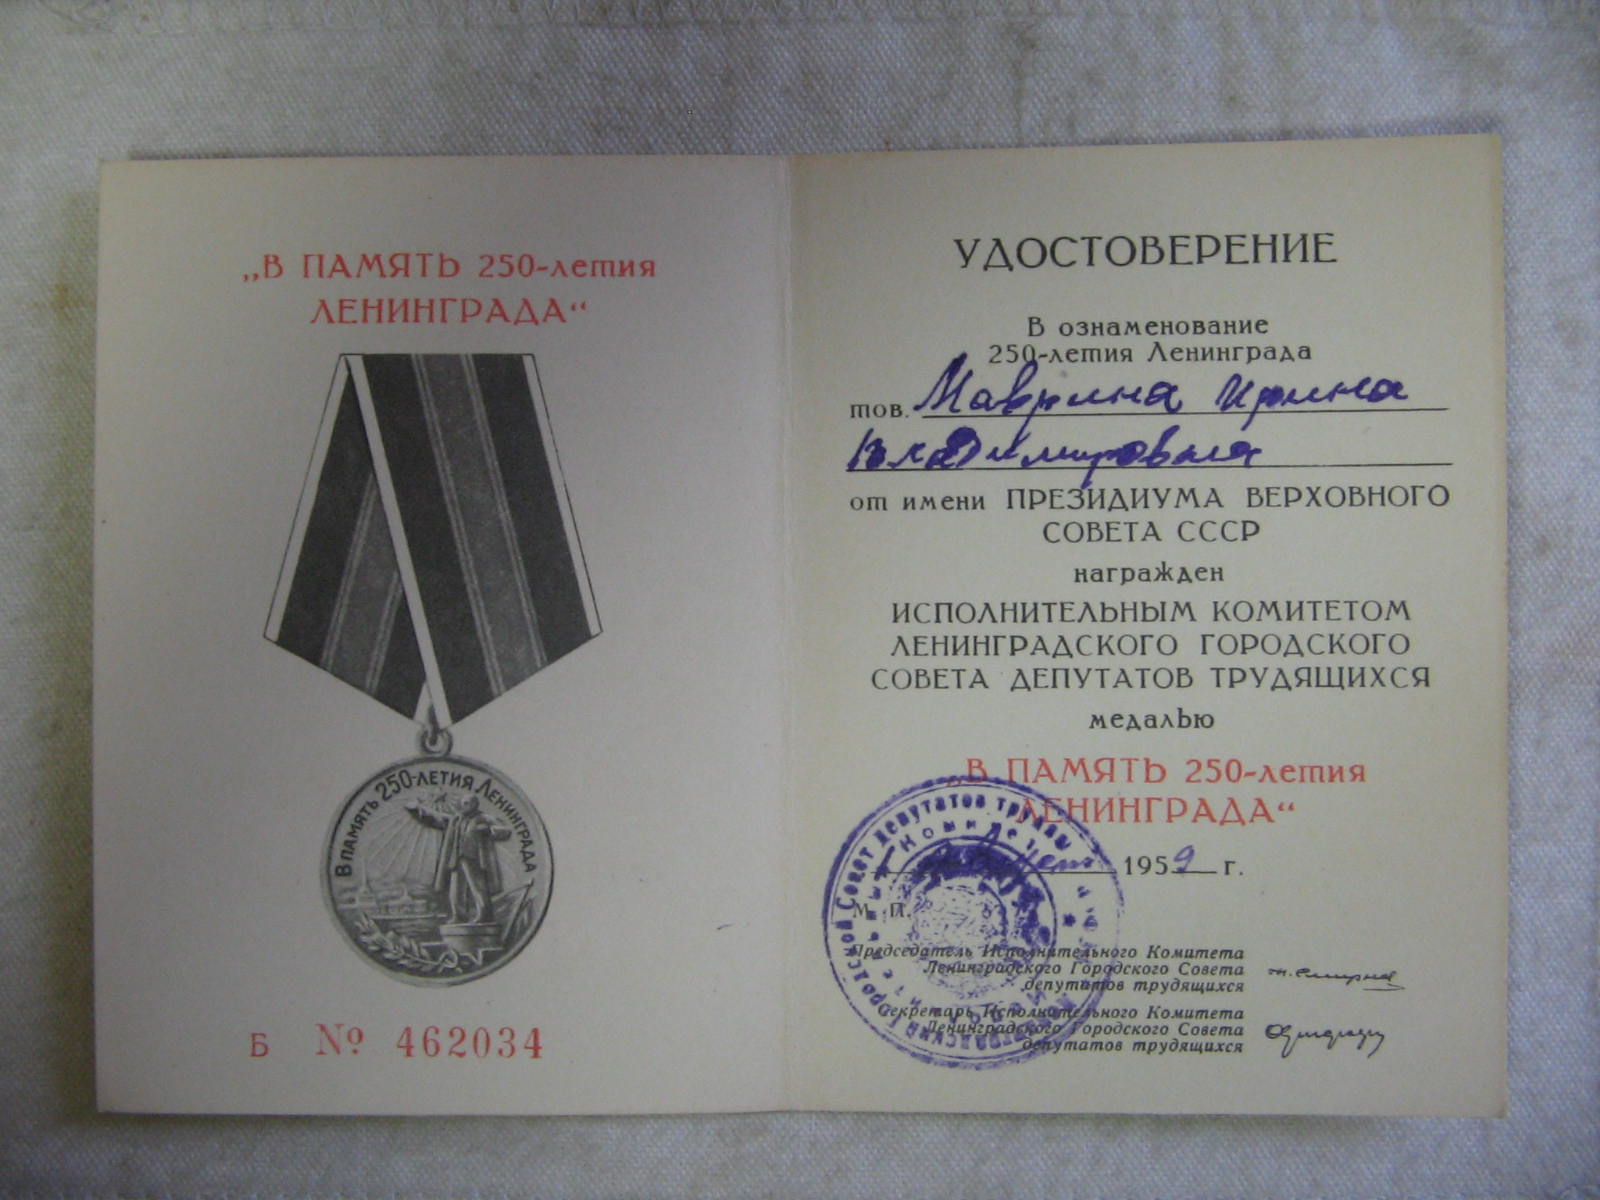 „В ПАМЯТЬ 250-летия
ЛЕНИНГРАДА“
В ПАМЯТЬ 250-ЛЕТИЯ ЛЕНИНГРАДА
Б № 462034
УДОСТОВЕРЕНИЕ
В ознаменование
250-летия Ленинграда
тов. Маврина Ирина
Владимировна
от имени ПРЕЗИДИУМА ВЕРХОВНОГО
СОВЕТА СССР
награжден
ИСПОЛНИТЕЛЬНЫМ КОМИТЕТОМ
ЛЕНИНГРАДСКОГО ГОРОДСКОГО
СОВЕТА ДЕПУТАТОВ ТРУДЯЩИХСЯ
медалью
„В ПАМЯТЬ 250-летия
ЛЕНИНГРАДА“
1959 г.
М. П.
Председатель Исполнительного Комитета
Ленинградского Городского Совета
депутатов трудящихся
Секретарь Исполнительного Комитета
Ленинградского Городского Совета
депутатов трудящихся